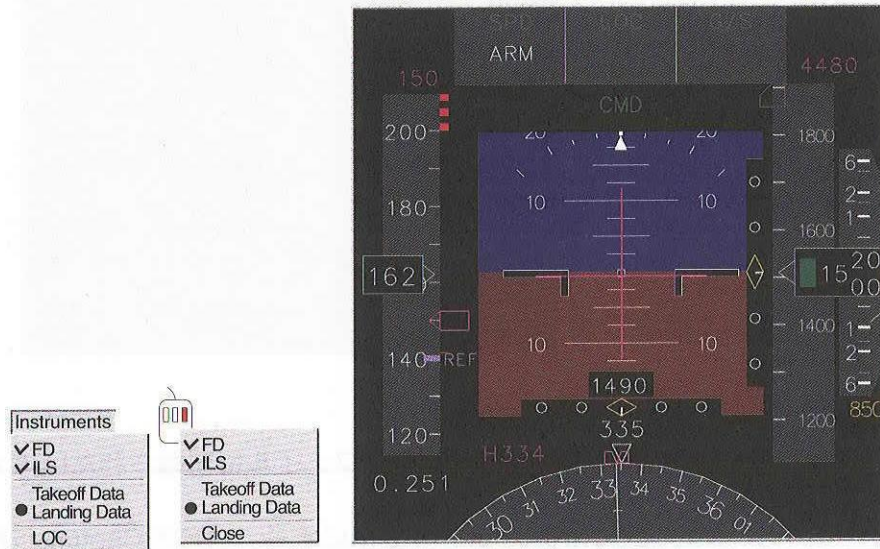 SPD LOC G/S
ARM
150
4480
CMD
200
180
162
140 REF
120
0.251
20 20
10 10
10 10
1490
335
H334
30 31 32 33 34 35 36 01
1800
1600
15 20
00
1400
1200
6
2
1
1
2
6
850
Instruments
FD
ILS
Takeoff Data
Landing Data
LOC
FD
ILS
Takeoff Data
Landing Data
Close